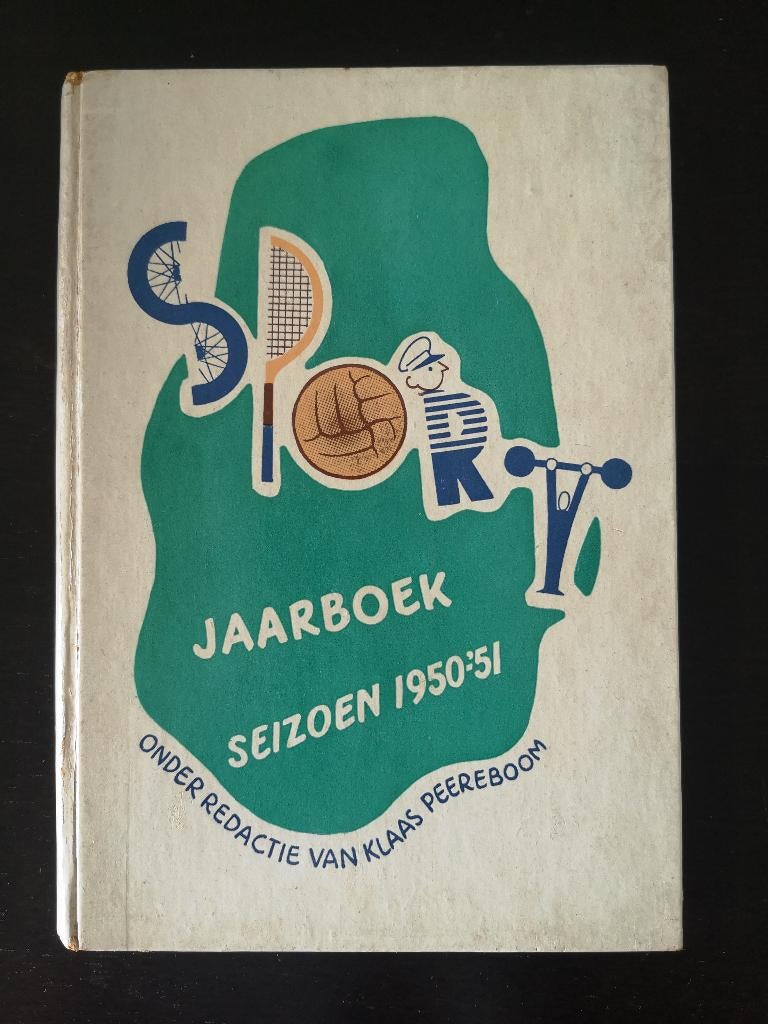 SPORT
JAARBOEK
SEIZOEN 1950-'51
ONDER REDACTIE VAN KLAAS PEEREBOOM